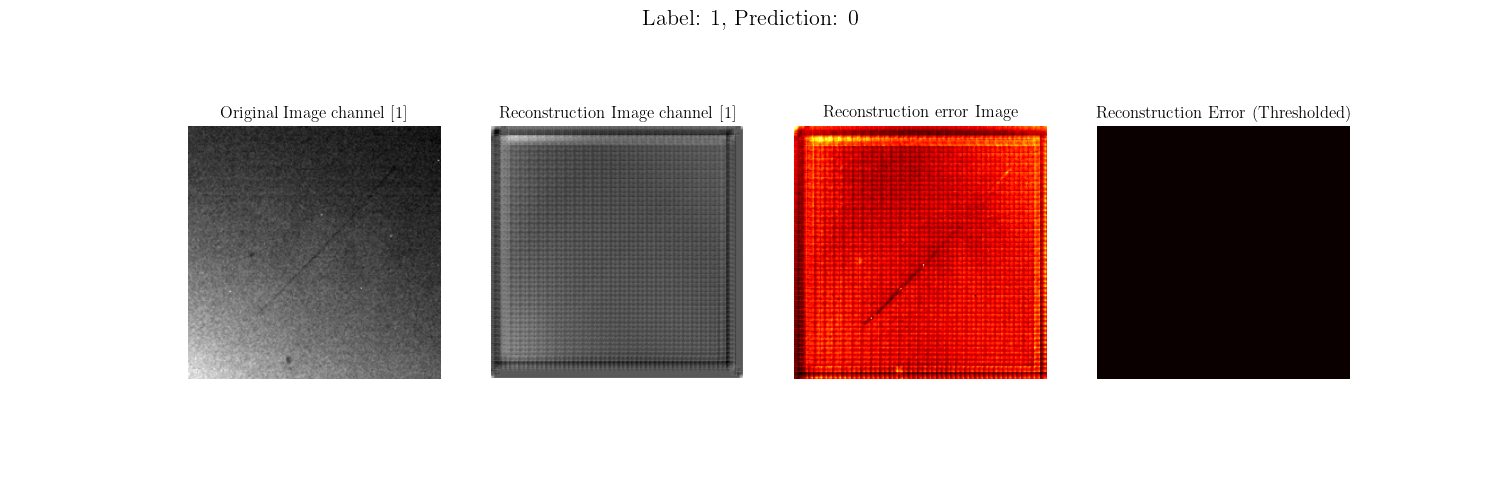 Label: 1, Prediction: 0
Original Image channel [1]
Reconstruction Image channel [1]
Reconstruction error Image
Reconstruction Error (Thresholded)